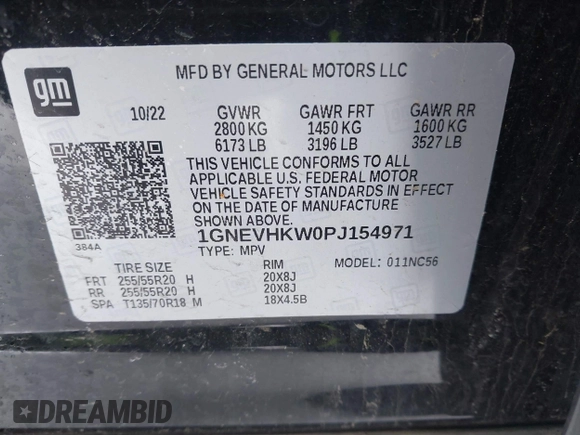 gm
MFD BY GENERAL MOTORS LLC
10/22 GVWR GAWR FRT GAWR RR
2800 KG 1450 KG 1600 KG
6173 LB 3196 LB 3527 LB
THIS VEHICLE CONFORMS TO ALL
APPLICABLE U.S. FEDERAL MOTOR
VEHICLE SAFETY STANDARDS IN EFFECT
ON THE DATE OF MANUFACTURE
SHOWN ABOVE.
384A
1GNEVHKW0PJ154971
TYPE: MPV MODEL: 011NC56
TIRE SIZE RIM
FRT 255/55R20 H 20X8J
RR 255/55R20 H 20X8J
SPA T135/70R18 M 18X4.5B
DREAMBID